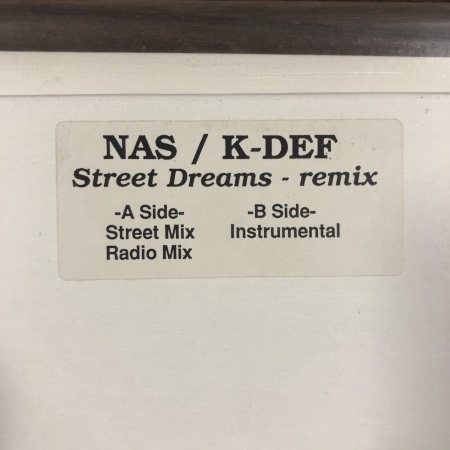 NAS / K-DEF
Street Dreams - remix
-A Side-
Street Mix
Radio Mix
-B Side-
Instrumental